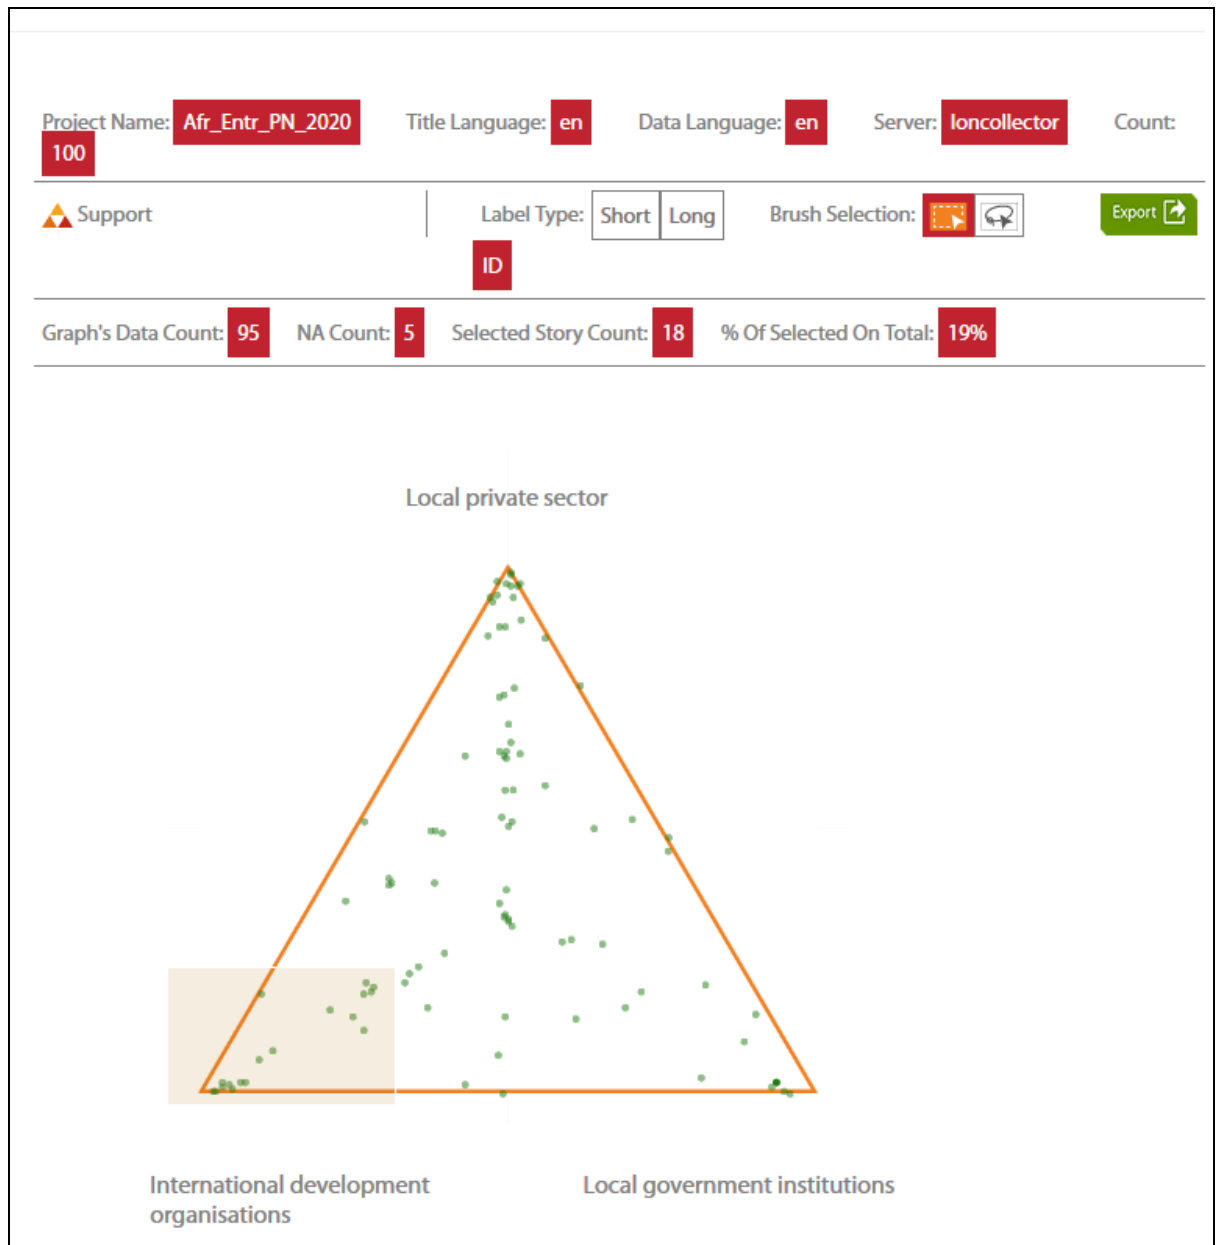 Project Name: Afr_Entr_PN_2020 Title Language: en Data Language: en Server: loncollector Count:
100
Support Label Type: Short Long Brush Selection: Export
ID
Graph's Data Count: 95 NA Count: 5 Selected Story Count: 18 % Of Selected On Total: 19%
Local private sector
International development
organisations
Local government institutions